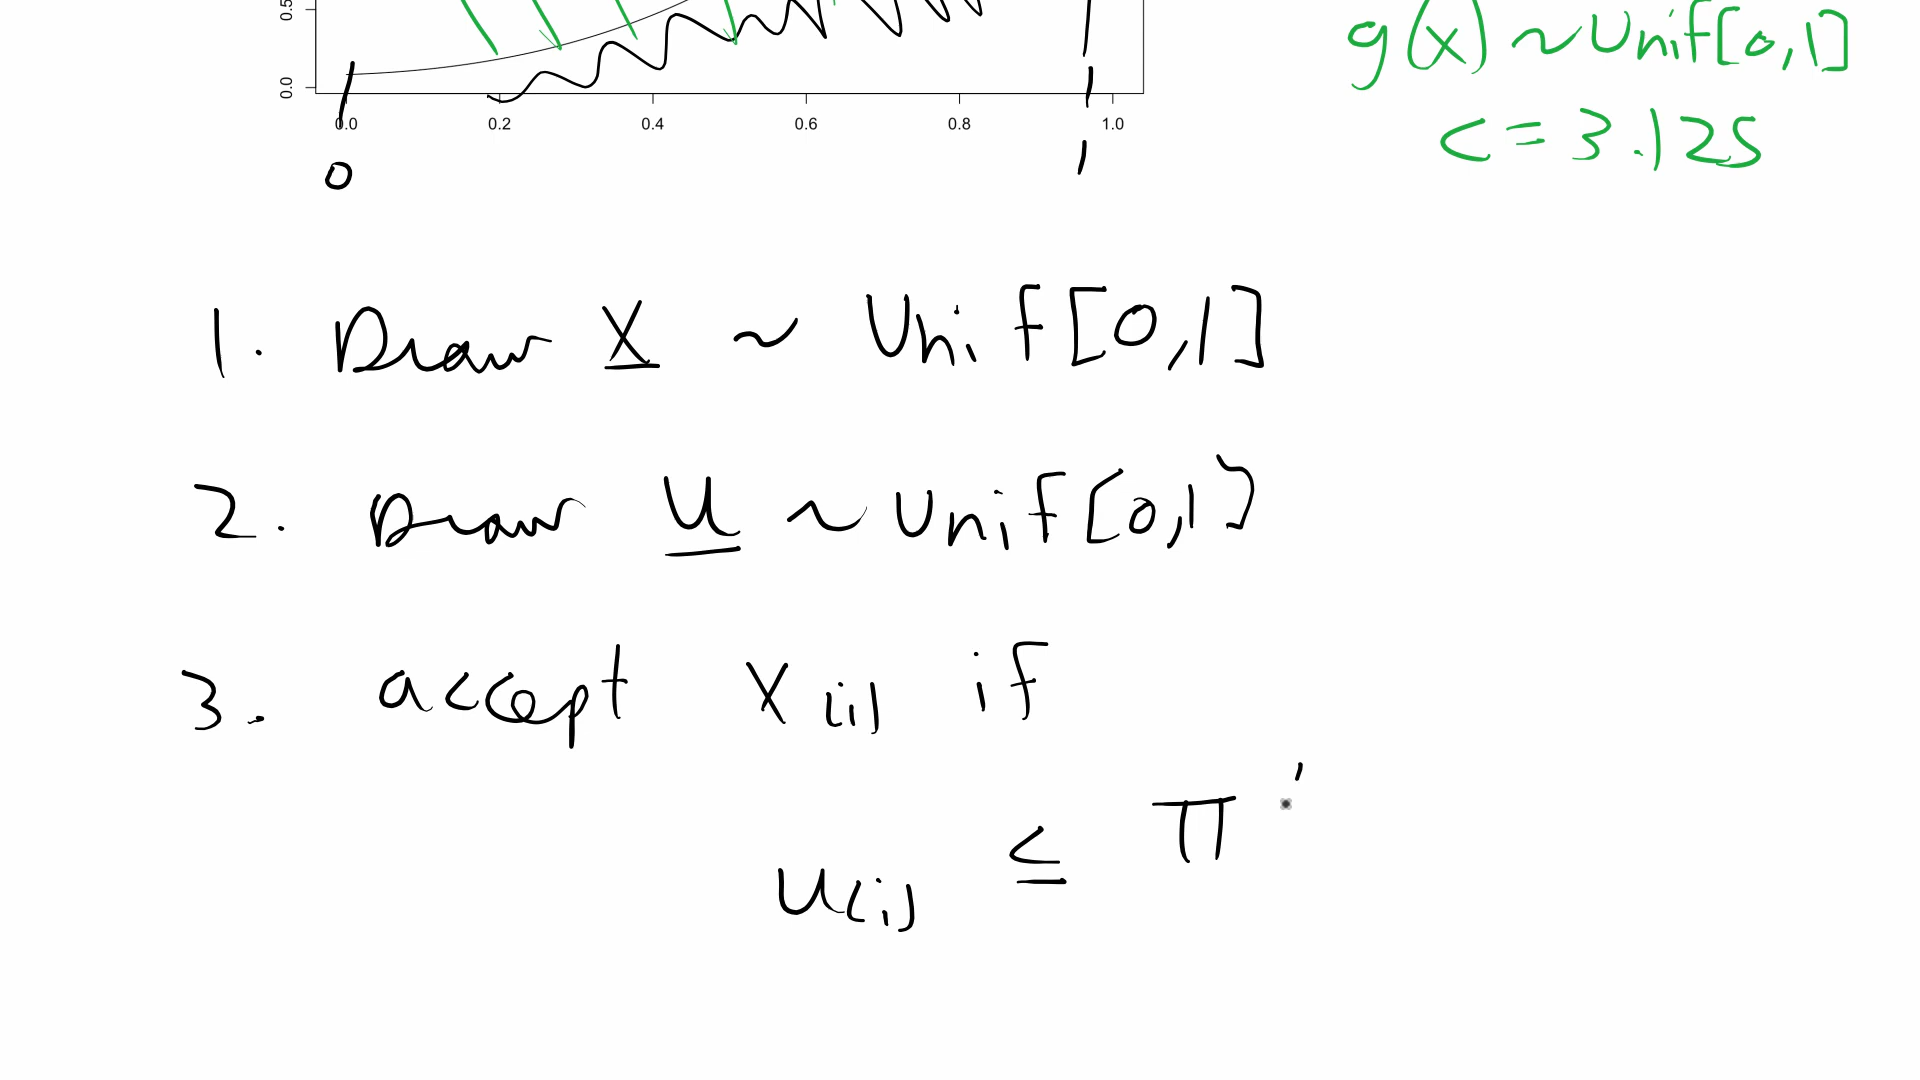 0.5
0.0
0.0 0.2 0.4 0.6 0.8 1.0
0 1
g(x) ~ Unif[0,1]
c = 3.125
1. Draw X ~ Unif[0,1]
2. Draw U ~ Unif[0,1]
3. accept X[i] if
U[i] ≤ π